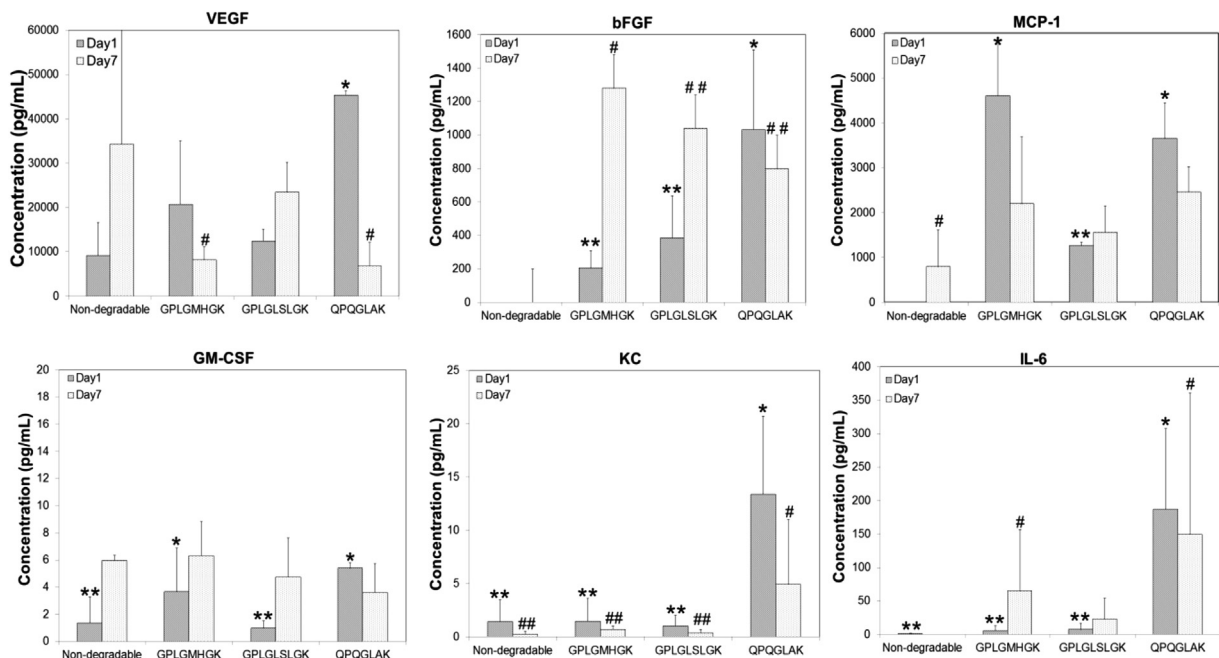 VEGF
Concentration (pg/mL)
60000
50000
40000
30000
20000
10000
0
Day1
Day7
#
*
#
Non-degradable GPLGMHGK GPLGLSLGK QPQGLAK
bFGF
Concentration (pg/mL)
1600
1400
1200
1000
800
600
400
200
0
Day1
Day7
**
#
**
##
*
##
Non-degradable GPLGMHGK GPLGLSLGK QPQGLAK
MCP-1
Concentration (pg/mL)
6000
5000
4000
3000
2000
1000
0
Day1
Day7
#
*
**
*
Non-degradable GPLGMHGK GPLGLSLGK QPQGLAK
GM-CSF
Concentration (pg/mL)
20
18
16
14
12
10
8
6
4
2
0
Day1
Day7
**
*
**
*
Non-degradable GPLGMHGK GPLGLSLGK QPQGLAK
KC
Concentration (pg/mL)
25
20
15
10
5
0
Day1
Day7
**
##
**
##
**
##
*
#
Non-degradable GPLGMHGK GPLGLSLGK QPQGLAK
IL-6
Concentration (pg/mL)
400
350
300
250
200
150
100
50
0
Day1
Day7
**
**
#
**
*
#
Non-degradable GPLGMHGK GPLGLSLGK QPQGLAK